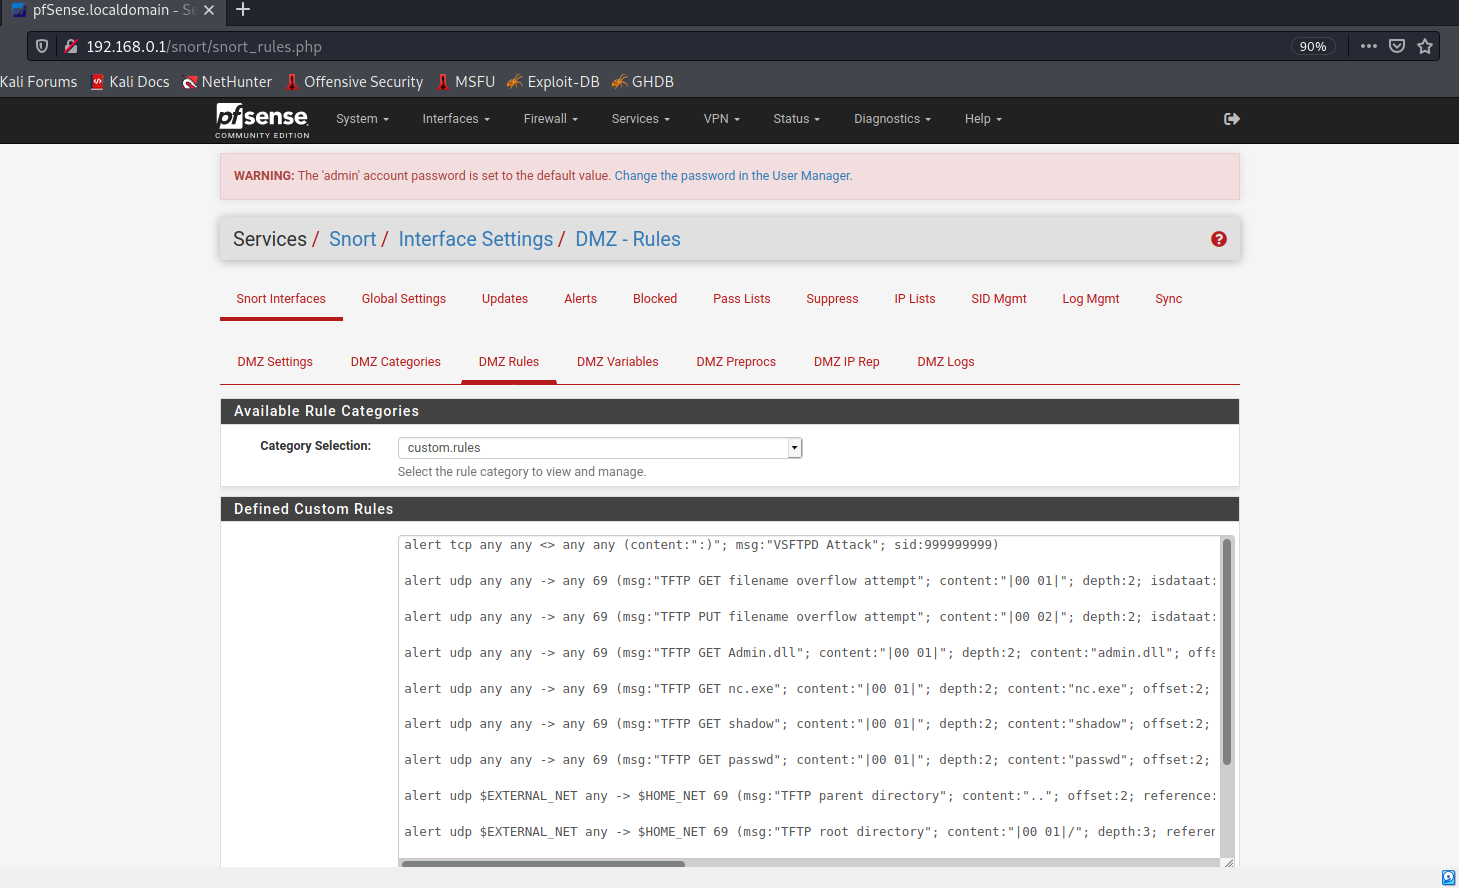 pfSense.localdomain - Se
192.168.0.1/snort/snort_rules.php
90%
Kali Forums Kali Docs NetHunter Offensive Security MSFU Exploit-DB GHDB
pfsense
COMMUNITY EDITION
System Interfaces Firewall Services VPN Status Diagnostics Help
WARNING: The 'admin' account password is set to the default value. Change the password in the User Manager.
Services / Snort / Interface Settings / DMZ - Rules
Snort Interfaces Global Settings Updates Alerts Blocked Pass Lists Suppress IP Lists SID Mgmt Log Mgmt Sync
DMZ Settings DMZ Categories DMZ Rules DMZ Variables DMZ Preprocs DMZ IP Rep DMZ Logs
Available Rule Categories
Category Selection: custom.rules
Select the rule category to view and manage.
Defined Custom Rules
alert tcp any any <> any any (content:":)"; msg:"VSFTPD Attack"; sid:999999999)
alert udp any any -> any 69 (msg:"TFTP GET filename overflow attempt"; content:"|00 01|"; depth:2; isdataat:
alert udp any any -> any 69 (msg:"TFTP PUT filename overflow attempt"; content:"|00 02|"; depth:2; isdataat:
alert udp any any -> any 69 (msg:"TFTP GET Admin.dll"; content:"|00 01|"; depth:2; content:"admin.dll"; offs
alert udp any any -> any 69 (msg:"TFTP GET nc.exe"; content:"|00 01|"; depth:2; content:"nc.exe"; offset:2;
alert udp any any -> any 69 (msg:"TFTP GET shadow"; content:"|00 01|"; depth:2; content:"shadow"; offset:2;
alert udp any any -> any 69 (msg:"TFTP GET passwd"; content:"|00 01|"; depth:2; content:"passwd"; offset:2;
alert udp $EXTERNAL_NET any -> $HOME_NET 69 (msg:"TFTP parent directory"; content:".."; offset:2; reference:
alert udp $EXTERNAL_NET any -> $HOME_NET 69 (msg:"TFTP root directory"; content:"|00 01|/"; depth:3; referen